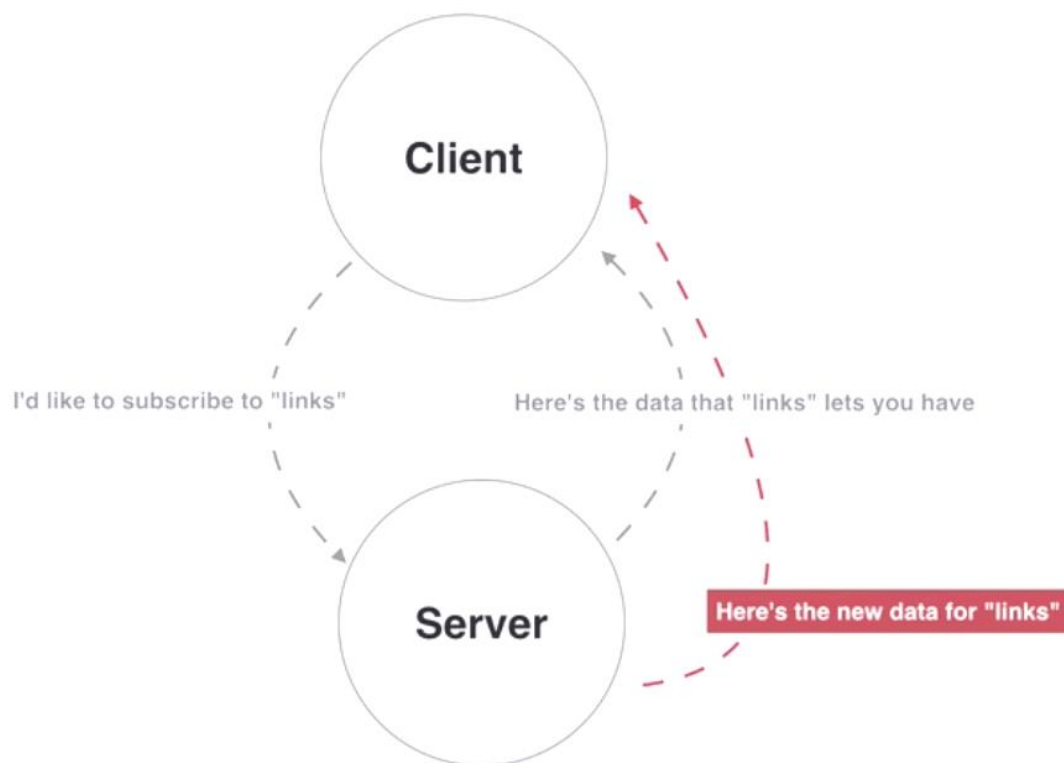 Client
I'd like to subscribe to "links"
Here's the data that "links" lets you have
Server
Here's the new data for "links"